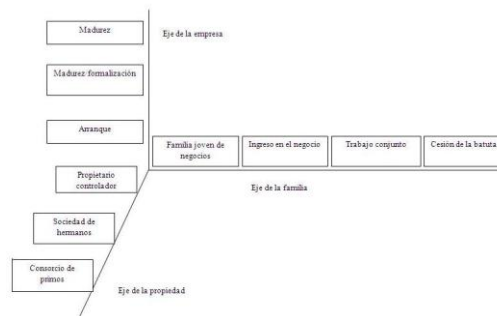 Madurez
Eje de la empresa
Madurez/formalización
Arranque
Familia joven de
negocios
Ingreso en el negocio
Trabajo conjunto
Cesión de la batuta
Propietario
controlador
Eje de la familia
Sociedad de
hermanos
Consorcio de
primos
Eje de la propiedad